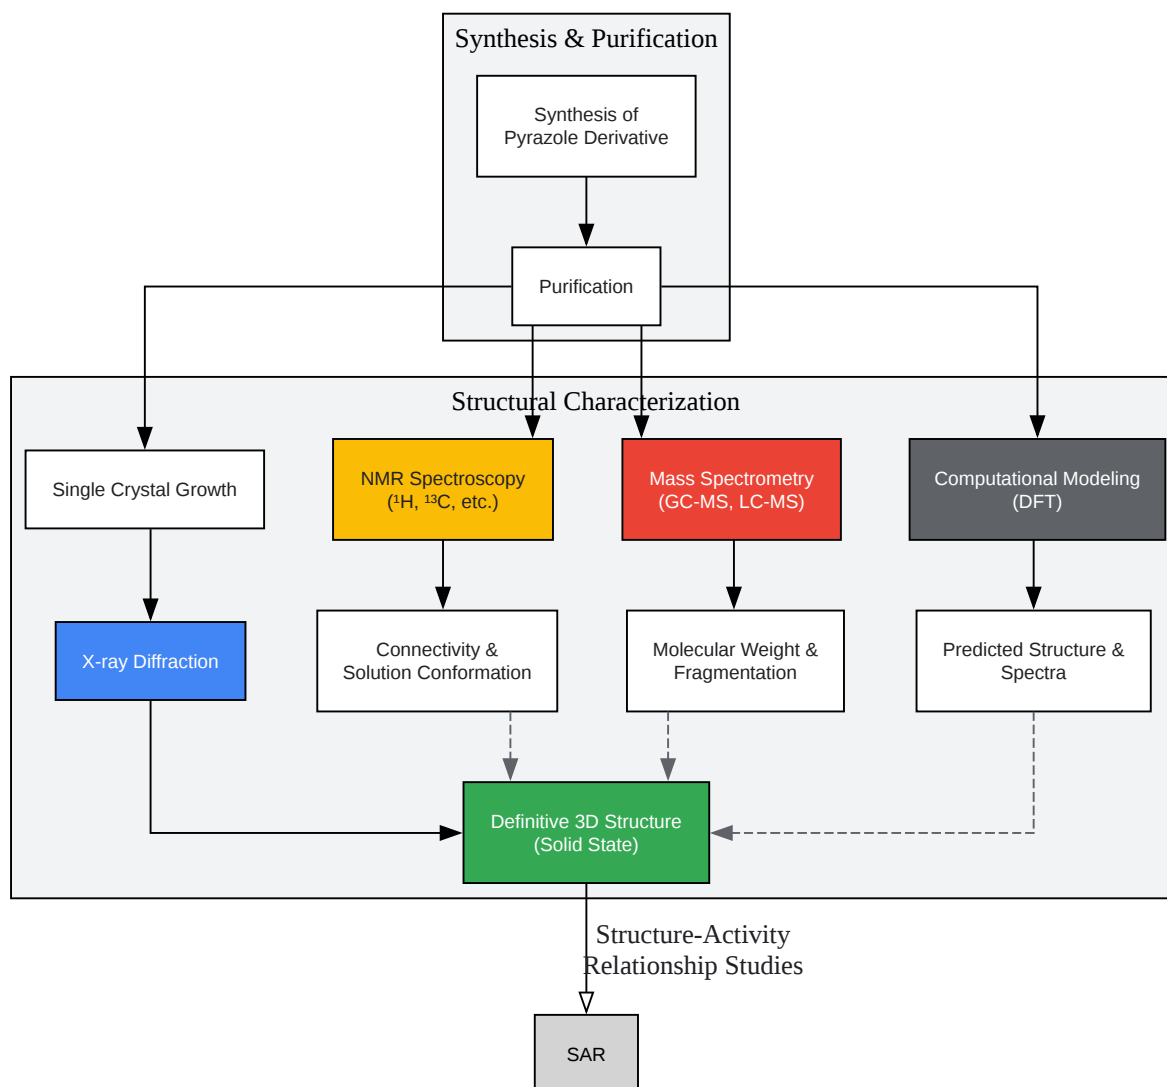 Synthesis & Purification
Synthesis of
Pyrazole Derivative
Purification
Structural Characterization
Single Crystal Growth
NMR Spectroscopy
(¹H, ¹³C, etc.)
Mass Spectrometry
(GC-MS, LC-MS)
Computational Modeling
(DFT)
X-ray Diffraction
Connectivity &
Solution Conformation
Molecular Weight &
Fragmentation
Predicted Structure &
Spectra
Definitive 3D Structure
(Solid State)
Structure-Activity
Relationship Studies
SAR